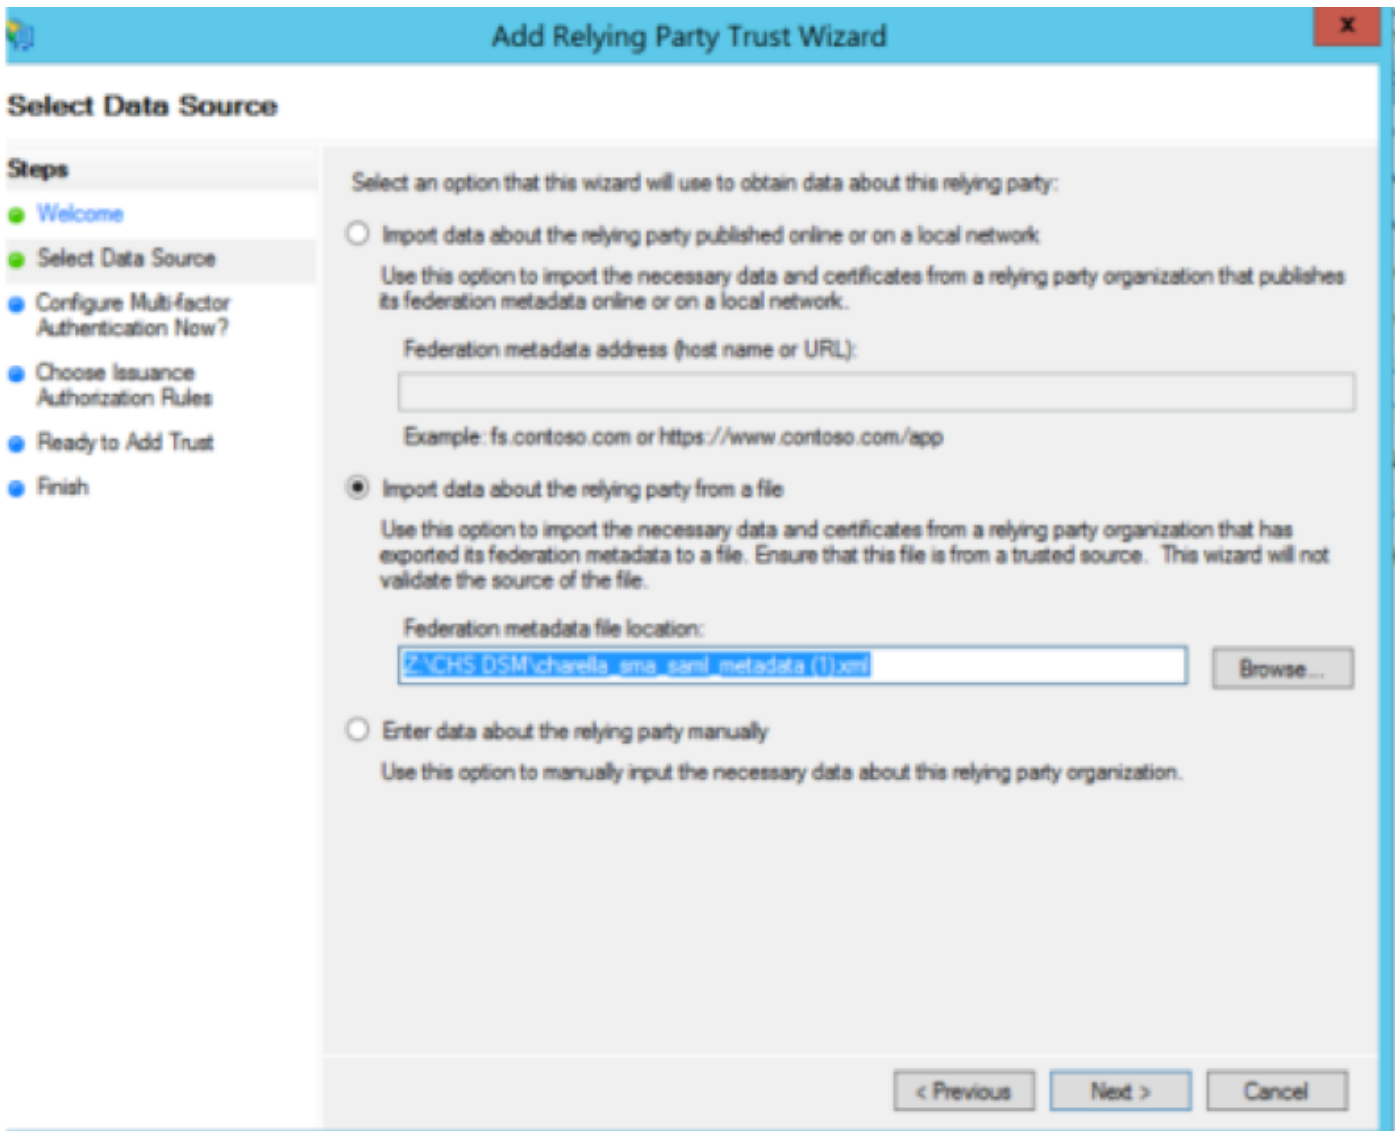 Add Relying Party Trust Wizard
x
Select Data Source
Steps
Welcome
Select Data Source
Configure Multi-factor
Authentication Now?
Choose Issuance
Authorization Rules
Ready to Add Trust
Finish
Select an option that this wizard will use to obtain data about this relying party:
Import data about the relying party published online or on a local network
Use this option to import the necessary data and certificates from a relying party organization that publishes
its federation metadata online or on a local network.
Federation metadata address (host name or URL):
Example: fs.contoso.com or https://www.contoso.com/app
Import data about the relying party from a file
Use this option to import the necessary data and certificates from a relying party organization that has
exported its federation metadata to a file. Ensure that this file is from a trusted source. This wizard will not
validate the source of the file.
Federation metadata file location:
Z:\CHS DSM\charella_sma_saml_metadata (1).xml
Browse...
Enter data about the relying party manually
Use this option to manually input the necessary data about this relying party organization.
< Previous
Next >
Cancel